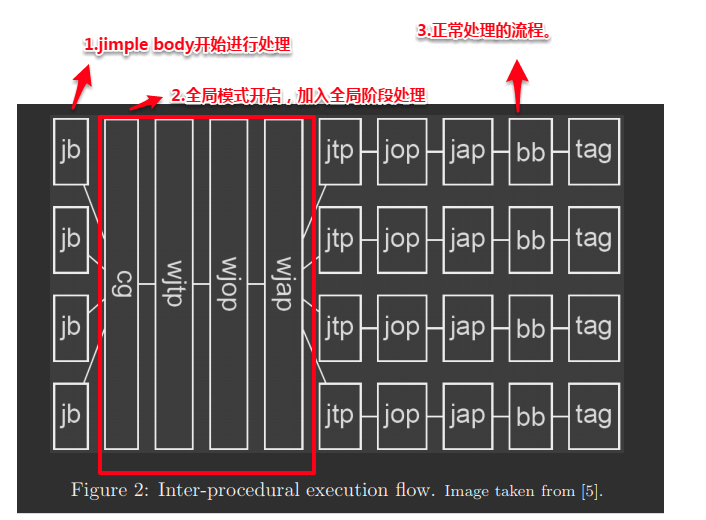 3.正常处理的流程。
1.jimple body开始进行处理
2.全局模式开启，加入全局阶段处理
jb
cg
wjtp
wjop
wjap
jtp jop jap bb tag
jb
jtp jop jap bb tag
jb
jtp jop jap bb tag
jb
jtp jop jap bb tag
Figure 2: Inter-procedural execution flow. Image taken from [5].